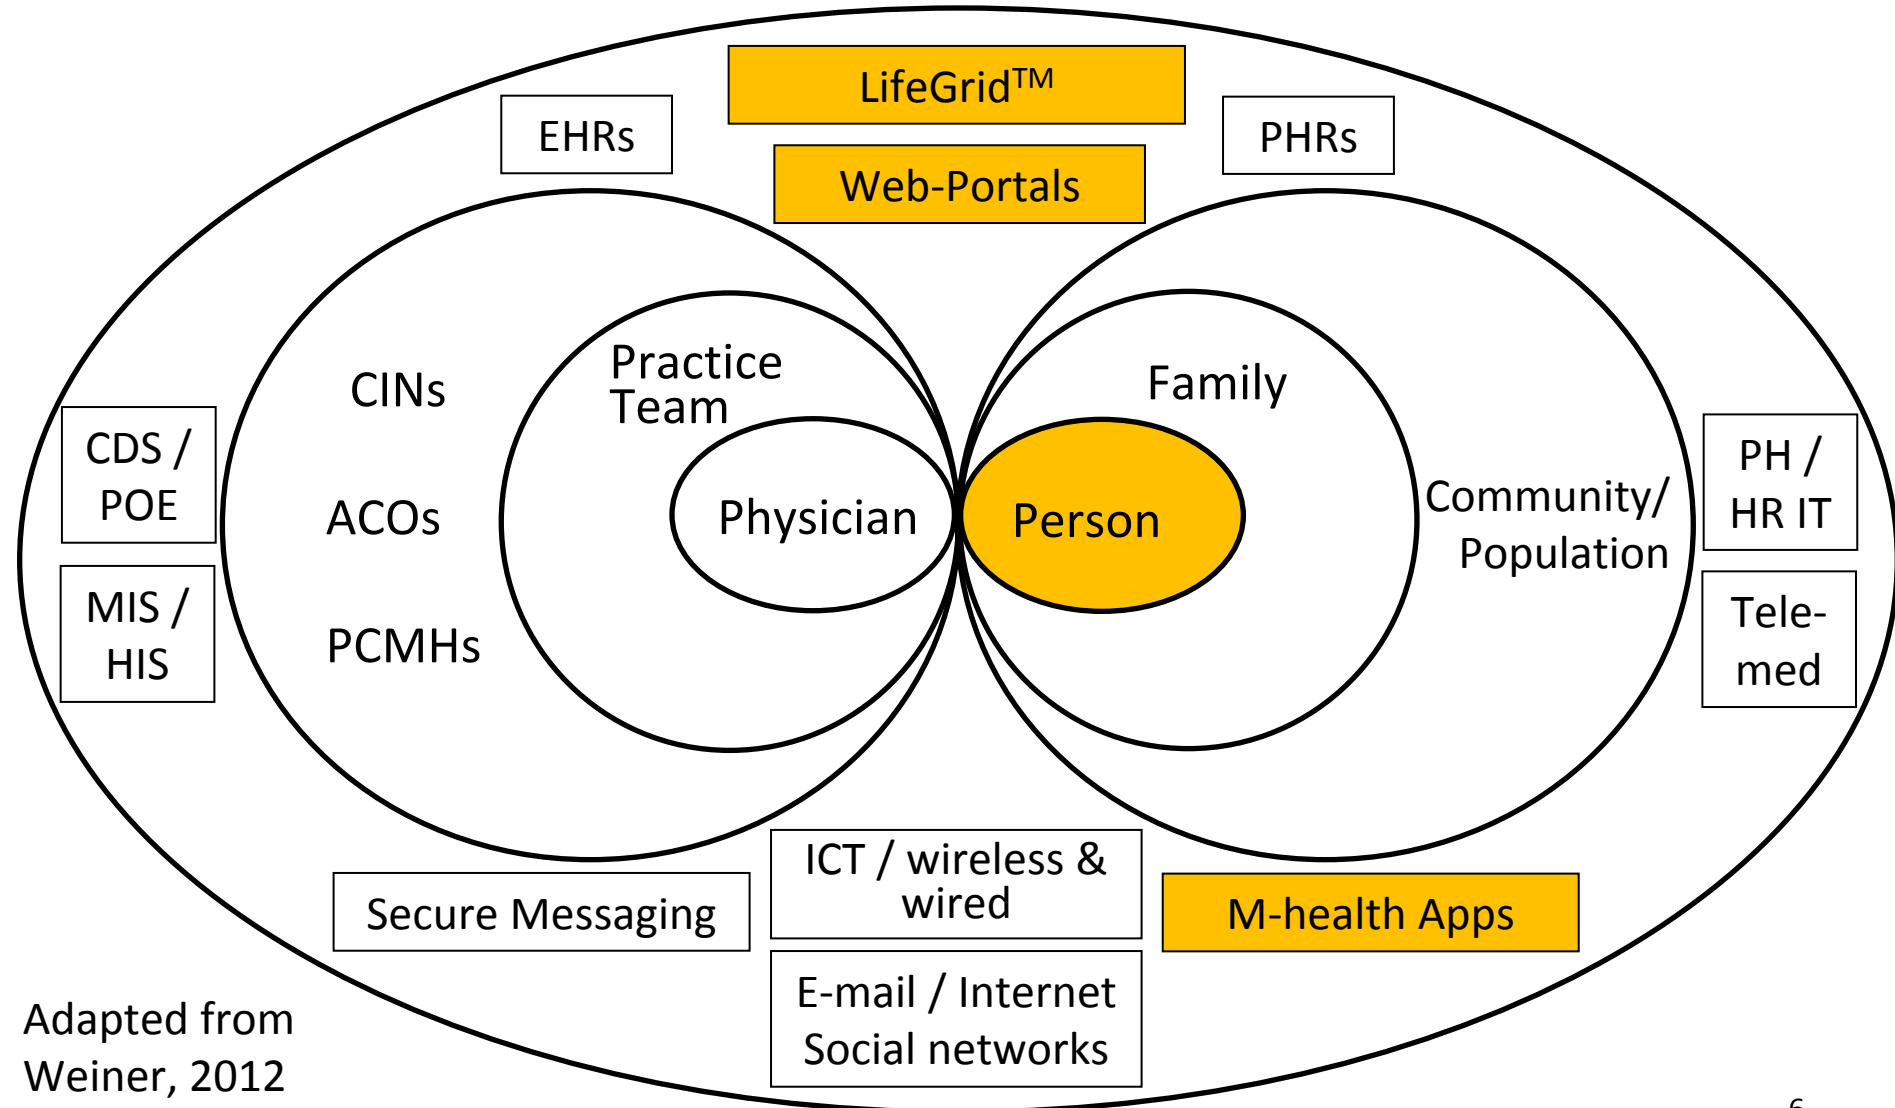 LifeGrid™
EHRs
PHRs
Web-Portals
Practice
Team
Family
CINs
CDS /
POE
PH /
HR IT
ACOs
Physician
Person
Community/
Population
MIS /
HIS
PCMHs
Tele-
med
ICT / wireless &
wired
Secure Messaging
M-health Apps
E-mail / Internet
Social networks
Adapted from
Weiner, 2012
6